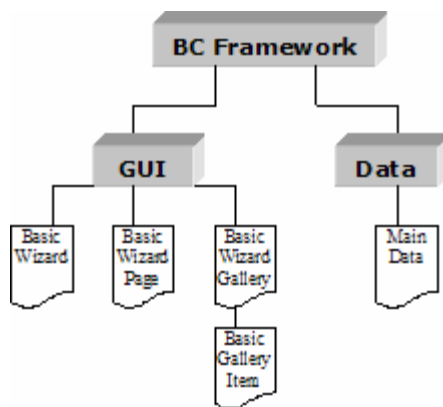 BC Framework
GUI
Data
Basic
Wizard
Basic
Wizard
Page
Basic
Wizard
Gallery
Main
Data
Basic
Gallery
Item